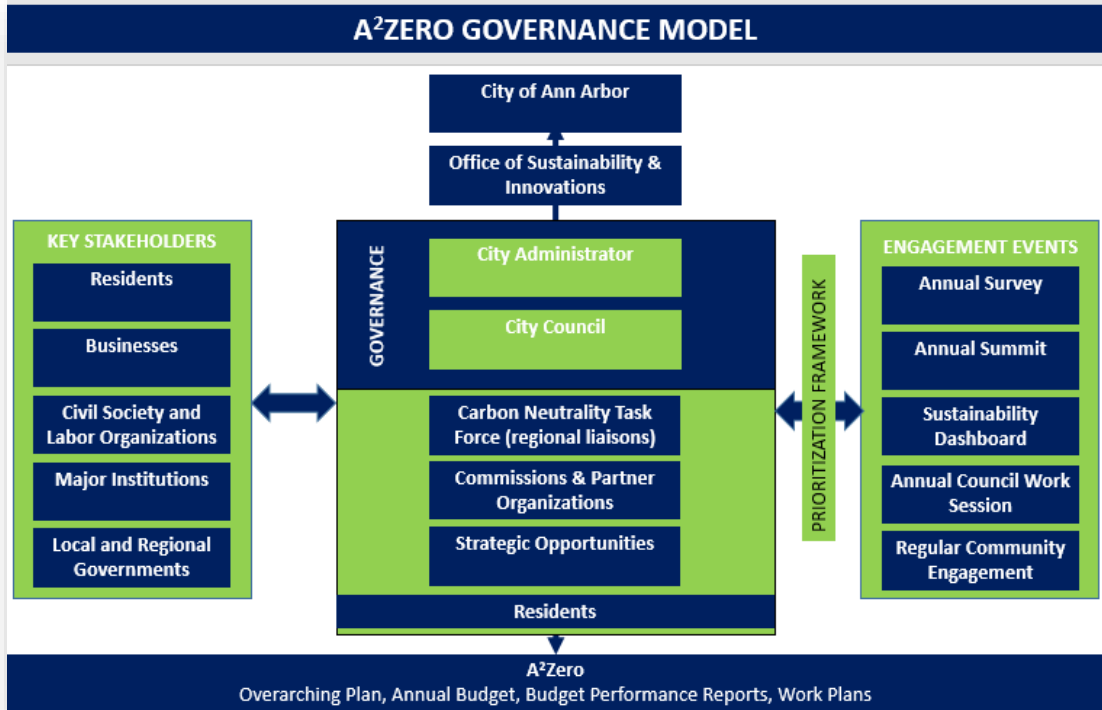 A²ZERO GOVERNANCE MODEL
City of Ann Arbor
Office of Sustainability &
Innovations
KEY STAKEHOLDERS
Residents
Businesses
Civil Society and
Labor Organizations
Major Institutions
Local and Regional
Governments
GOVERNANCE
City Administrator
City Council
Carbon Neutrality Task
Force (regional liaisons)
Commissions & Partner
Organizations
Strategic Opportunities
Residents
PRIORITIZATION FRAMEWORK
ENGAGEMENT EVENTS
Annual Survey
Annual Summit
Sustainability
Dashboard
Annual Council Work
Session
Regular Community
Engagement
A²Zero
Overarching Plan, Annual Budget, Budget Performance Reports, Work Plans